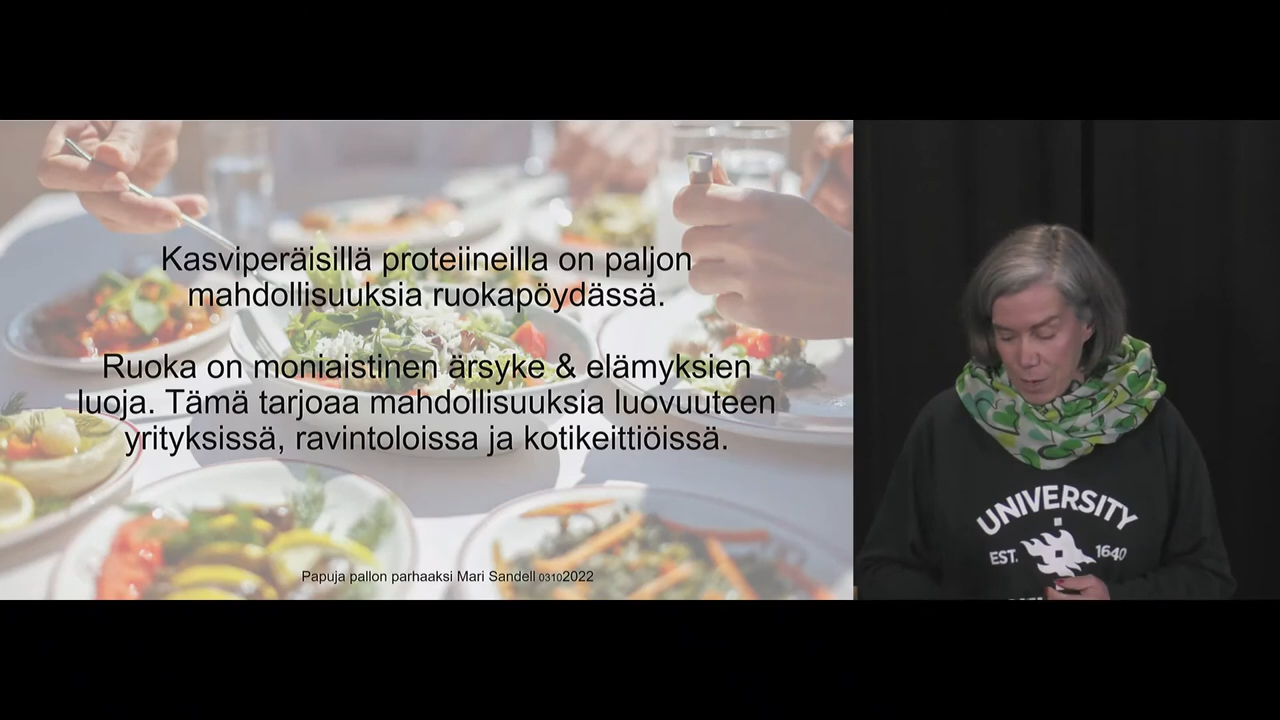 Kasviperäisillä proteiineilla on paljon
mahdollisuuksia ruokapöydässä.
Ruoka on moniaistinen ärsyke & elämyksien
luoja. Tämä tarjoaa mahdollisuuksia luovuuteen
yrityksissä, ravintoloissa ja kotikeittiöissä.
Papuja pallon parhaaksi Mari Sandell 03102022
UNIVERSITY
EST. 1640